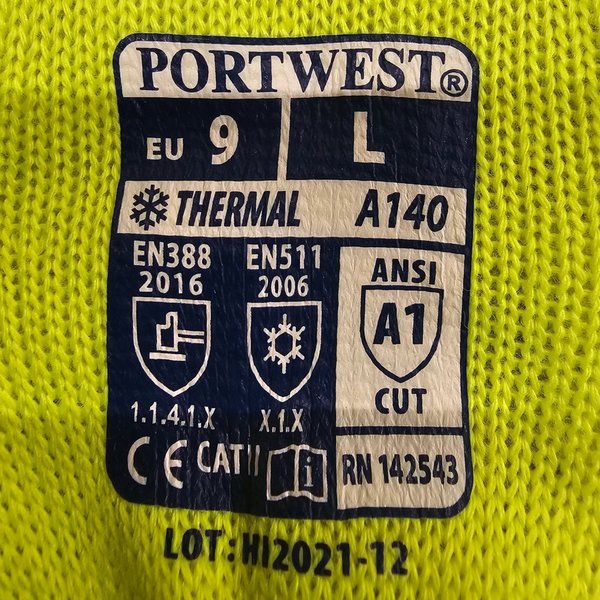 PORTWEST®
EU 9 L
THERMAL A140
EN388
2016
EN511
2006
ANSI
A1
CUT
1.1.4.1.X
X.1.X
CE CAT II
i
RN 142543
LOT: HI2021-12